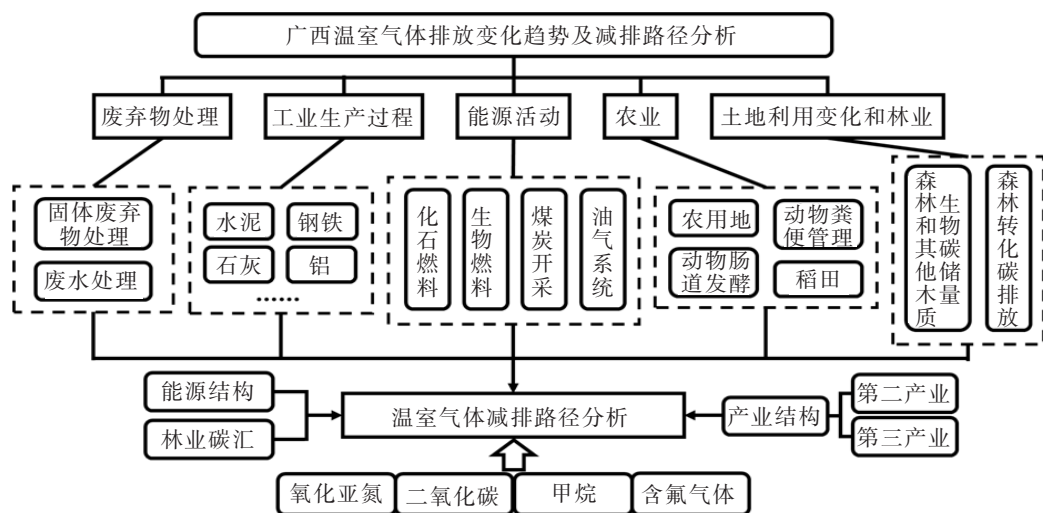 广西温室气体排放变化趋势及减排路径分析
废弃物处理
工业生产过程
能源活动
农业
土地利用变化和林业
固体废弃
物处理
废水处理
水泥
钢铁
石灰
铝
……
化石燃料
生物燃料
煤炭开采
油气系统
农用地
动物粪
便管理
动物肠
道发酵
稻田
森林和其他木质
生物碳储量
森林转化碳排放
能源结构
林业碳汇
温室气体减排路径分析
产业结构
第二产业
第三产业
氧化亚氮
二氧化碳
甲烷
含氟气体